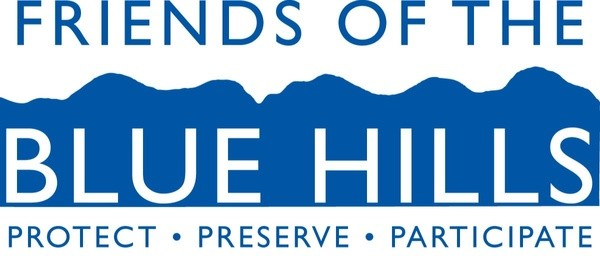 FRIENDS OF THE
BLUE HILLS
PROTECT • PRESERVE • PARTICIPATE